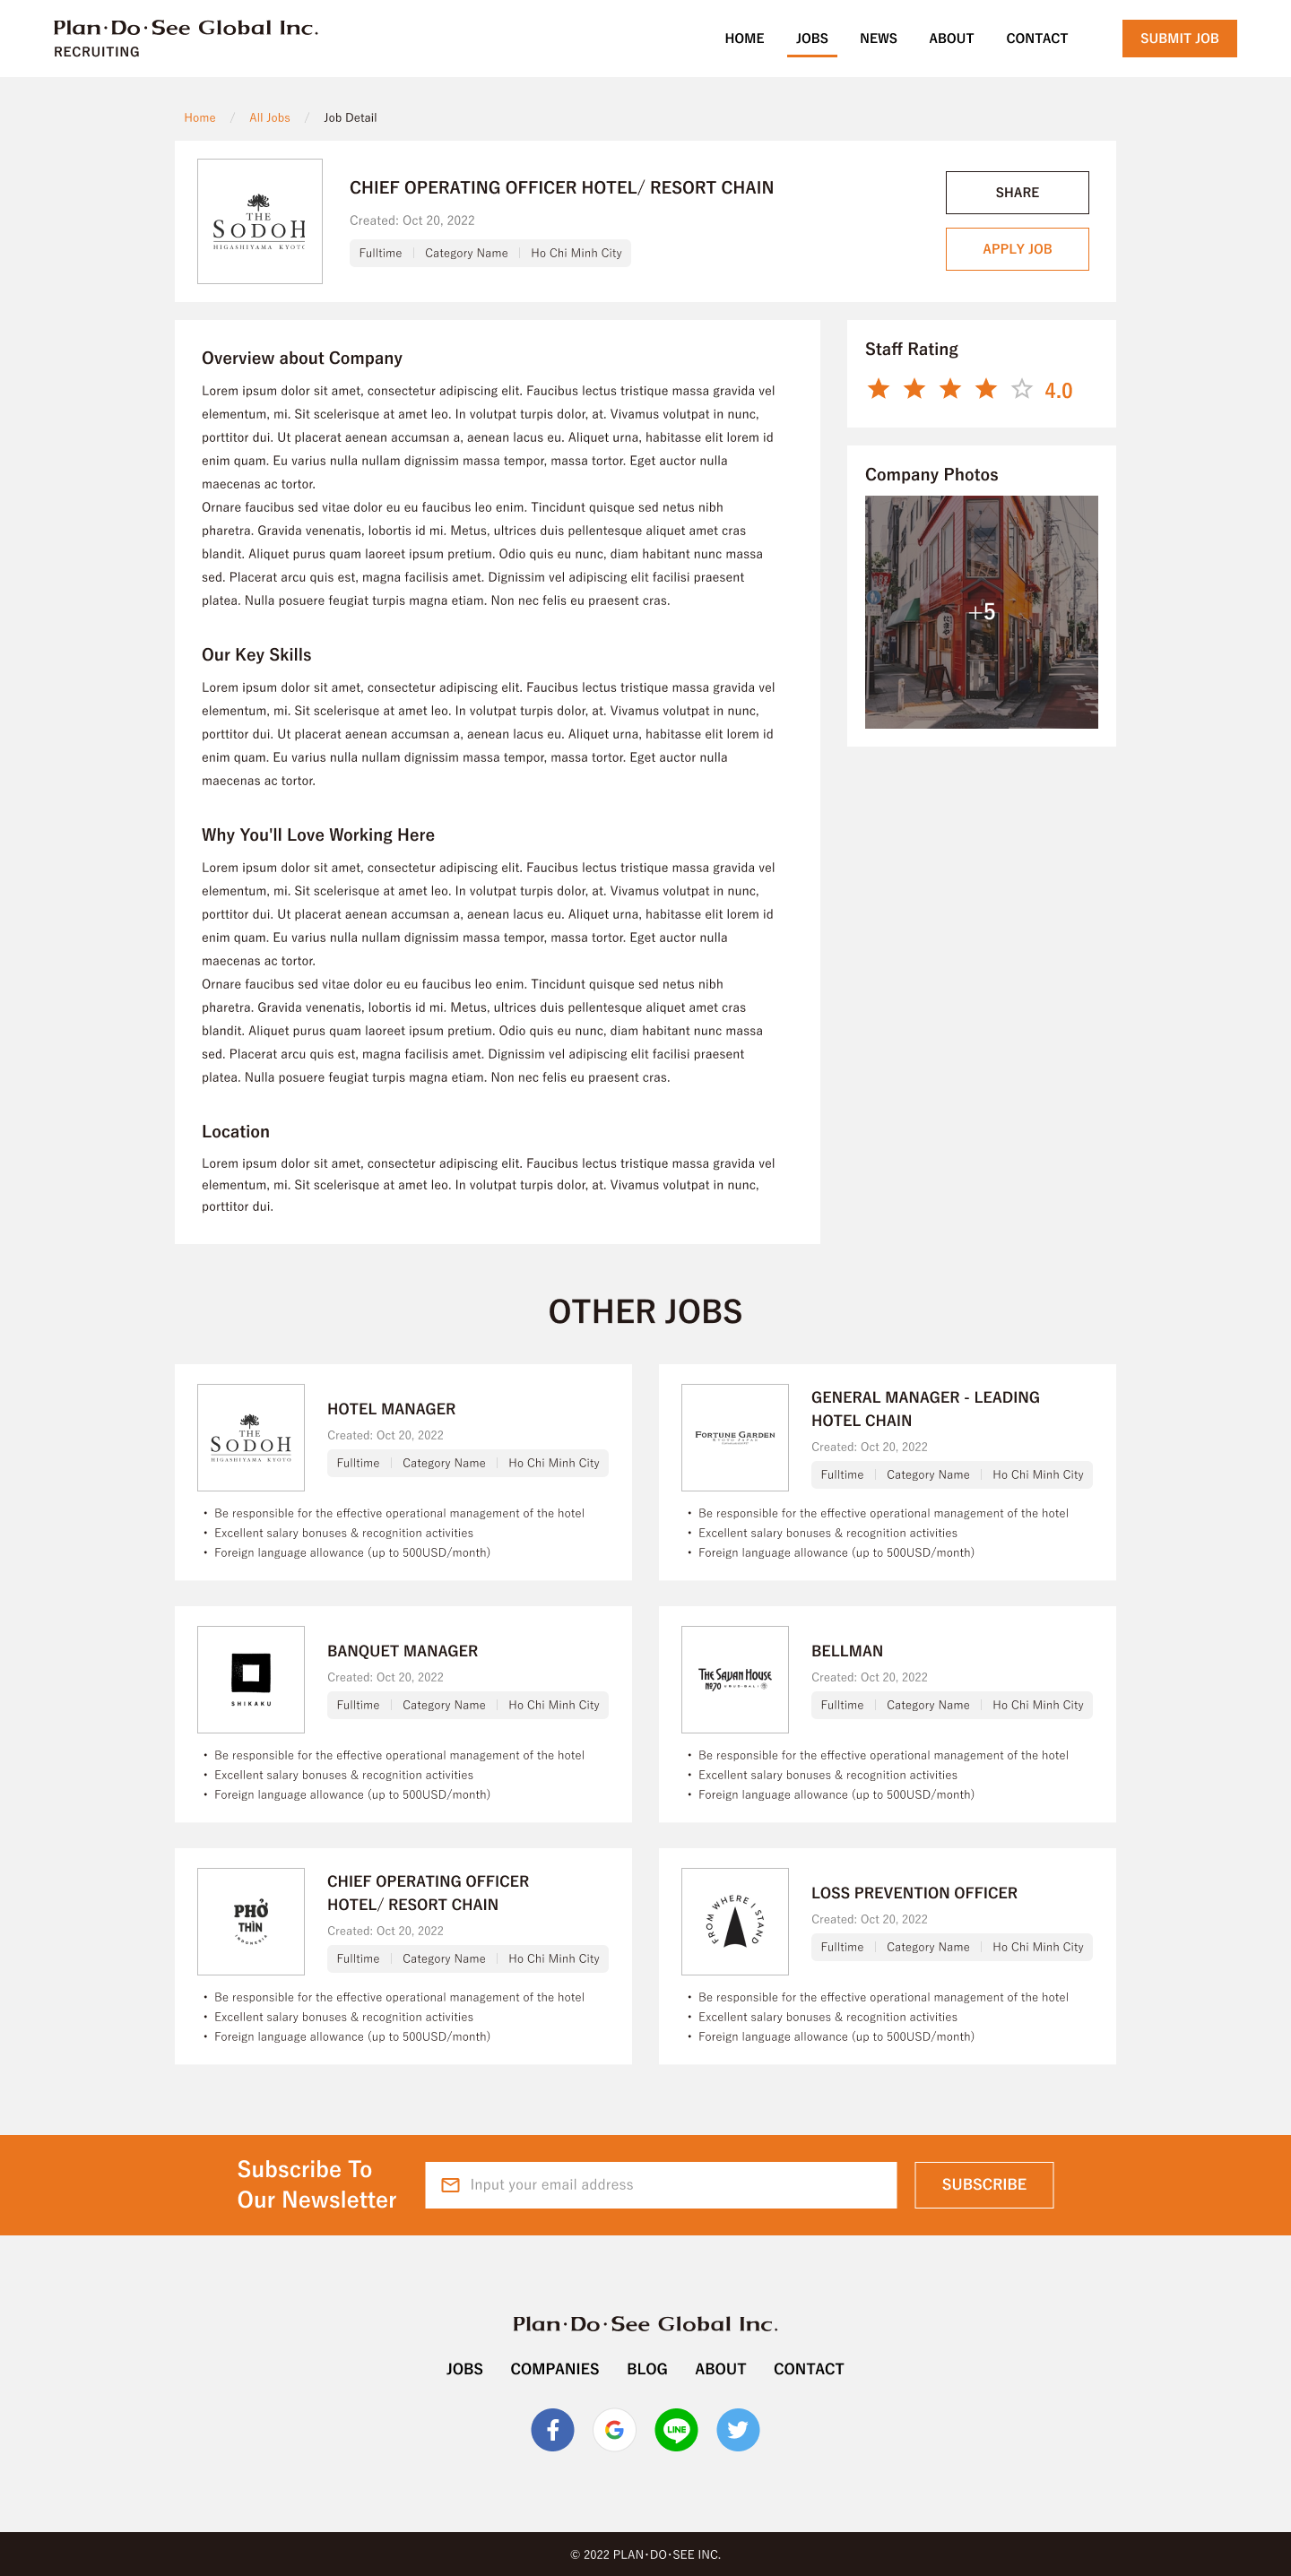 Plan·Do·See Global Inc.
RECRUITING
HOME JOBS NEWS ABOUT CONTACT SUBMIT JOB
Home / All Jobs / Job Detail
THE
SODOH
HIGASHIYAMA KYOTO
CHIEF OPERATING OFFICER HOTEL/ RESORT CHAIN
Created: Oct 20, 2022
Fulltime | Category Name | Ho Chi Minh City
SHARE
APPLY JOB
Overview about Company
Lorem ipsum dolor sit amet, consectetur adipiscing elit. Faucibus lectus tristique massa gravida vel
elementum, mi. Sit scelerisque at amet leo. In volutpat turpis dolor, at. Vivamus volutpat in nunc,
porttitor dui. Ut placerat aenean accumsan a, aenean lacus eu. Aliquet urna, habitasse elit lorem id
enim quam. Eu varius nulla nullam dignissim massa tempor, massa tortor. Eget auctor nulla
maecenas ac tortor.
Ornare faucibus sed vitae dolor eu eu faucibus leo enim. Tincidunt quisque sed netus nibh
pharetra. Gravida venenatis, lobortis id mi. Metus, ultrices duis pellentesque aliquet amet cras
blandit. Aliquet purus quam laoreet ipsum pretium. Odio quis eu nunc, diam habitant nunc massa
sed. Placerat arcu quis est, magna facilisis amet. Dignissim vel adipiscing elit facilisi praesent
platea. Nulla posuere feugiat turpis magna etiam. Non nec felis eu praesent cras.
Our Key Skills
Lorem ipsum dolor sit amet, consectetur adipiscing elit. Faucibus lectus tristique massa gravida vel
elementum, mi. Sit scelerisque at amet leo. In volutpat turpis dolor, at. Vivamus volutpat in nunc,
porttitor dui. Ut placerat aenean accumsan a, aenean lacus eu. Aliquet urna, habitasse elit lorem id
enim quam. Eu varius nulla nullam dignissim massa tempor, massa tortor. Eget auctor nulla
maecenas ac tortor.
Why You'll Love Working Here
Lorem ipsum dolor sit amet, consectetur adipiscing elit. Faucibus lectus tristique massa gravida vel
elementum, mi. Sit scelerisque at amet leo. In volutpat turpis dolor, at. Vivamus volutpat in nunc,
porttitor dui. Ut placerat aenean accumsan a, aenean lacus eu. Aliquet urna, habitasse elit lorem id
enim quam. Eu varius nulla nullam dignissim massa tempor, massa tortor. Eget auctor nulla
maecenas ac tortor.
Ornare faucibus sed vitae dolor eu eu faucibus leo enim. Tincidunt quisque sed netus nibh
pharetra. Gravida venenatis, lobortis id mi. Metus, ultrices duis pellentesque aliquet amet cras
blandit. Aliquet purus quam laoreet ipsum pretium. Odio quis eu nunc, diam habitant nunc massa
sed. Placerat arcu quis est, magna facilisis amet. Dignissim vel adipiscing elit facilisi praesent
platea. Nulla posuere feugiat turpis magna etiam. Non nec felis eu praesent cras.
Location
Lorem ipsum dolor sit amet, consectetur adipiscing elit. Faucibus lectus tristique massa gravida vel
elementum, mi. Sit scelerisque at amet leo. In volutpat turpis dolor, at. Vivamus volutpat in nunc,
porttitor dui.
Staff Rating
4.0
Company Photos
+5
OTHER JOBS
THE
SODOH
HIGASHIYAMA KYOTO
HOTEL MANAGER
Created: Oct 20, 2022
Fulltime | Category Name | Ho Chi Minh City
• Be responsible for the effective operational management of the hotel
• Excellent salary bonuses & recognition activities
• Foreign language allowance (up to 500USD/month)
FORTUNE GARDEN
GENERAL MANAGER - LEADING
HOTEL CHAIN
Created: Oct 20, 2022
Fulltime | Category Name | Ho Chi Minh City
• Be responsible for the effective operational management of the hotel
• Excellent salary bonuses & recognition activities
• Foreign language allowance (up to 500USD/month)
SHIKAKU
BANQUET MANAGER
Created: Oct 20, 2022
Fulltime | Category Name | Ho Chi Minh City
• Be responsible for the effective operational management of the hotel
• Excellent salary bonuses & recognition activities
• Foreign language allowance (up to 500USD/month)
THE SAYAN HOUSE
No70
BELLMAN
Created: Oct 20, 2022
Fulltime | Category Name | Ho Chi Minh City
• Be responsible for the effective operational management of the hotel
• Excellent salary bonuses & recognition activities
• Foreign language allowance (up to 500USD/month)
PHỞ
THÌN
INDONESIA
CHIEF OPERATING OFFICER
HOTEL/ RESORT CHAIN
Created: Oct 20, 2022
Fulltime | Category Name | Ho Chi Minh City
• Be responsible for the effective operational management of the hotel
• Excellent salary bonuses & recognition activities
• Foreign language allowance (up to 500USD/month)
FROM WHERE I STAND
LOSS PREVENTION OFFICER
Created: Oct 20, 2022
Fulltime | Category Name | Ho Chi Minh City
• Be responsible for the effective operational management of the hotel
• Excellent salary bonuses & recognition activities
• Foreign language allowance (up to 500USD/month)
Subscribe To
Our Newsletter
Input your email address
SUBSCRIBE
Plan·Do·See Global Inc.
JOBS COMPANIES BLOG ABOUT CONTACT
LINE
© 2022 PLAN·DO·SEE INC.